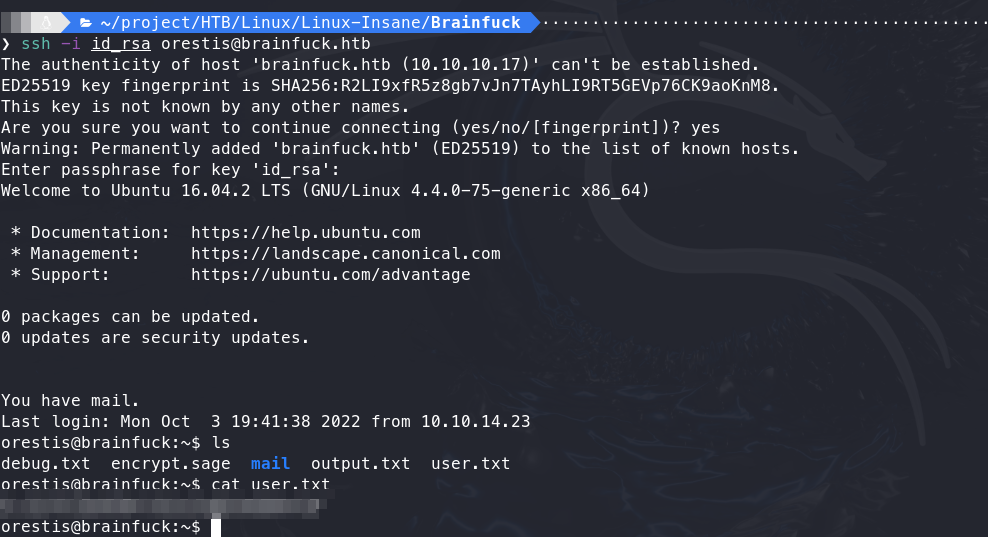 ~/project/HTB/Linux/Linux-Insane/Brainfuck
❯ ssh -i id_rsa orestis@brainfuck.htb
The authenticity of host 'brainfuck.htb (10.10.10.17)' can't be established.
ED25519 key fingerprint is SHA256:R2LI9xfR5z8gb7vJn7TAyhLI9RT5GEVp76CK9aoKnM8.
This key is not known by any other names.
Are you sure you want to continue connecting (yes/no/[fingerprint])? yes
Warning: Permanently added 'brainfuck.htb' (ED25519) to the list of known hosts.
Enter passphrase for key 'id_rsa':
Welcome to Ubuntu 16.04.2 LTS (GNU/Linux 4.4.0-75-generic x86_64)
* Documentation:  https://help.ubuntu.com
* Management:     https://landscape.canonical.com
* Support:        https://ubuntu.com/advantage
0 packages can be updated.
0 updates are security updates.
You have mail.
Last login: Mon Oct  3 19:41:38 2022 from 10.10.14.23
orestis@brainfuck:~$ ls
debug.txt  encrypt.sage  mail  output.txt  user.txt
orestis@brainfuck:~$ cat user.txt
orestis@brainfuck:~$